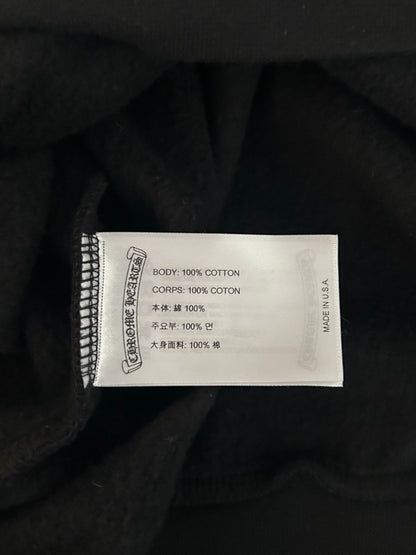 CHROME HEARTS
BODY: 100% COTTON
CORPS: 100% COTON
本体: 綿 100%
주요부: 100% 면
大身面料: 100% 棉
MADE IN U.S.A.